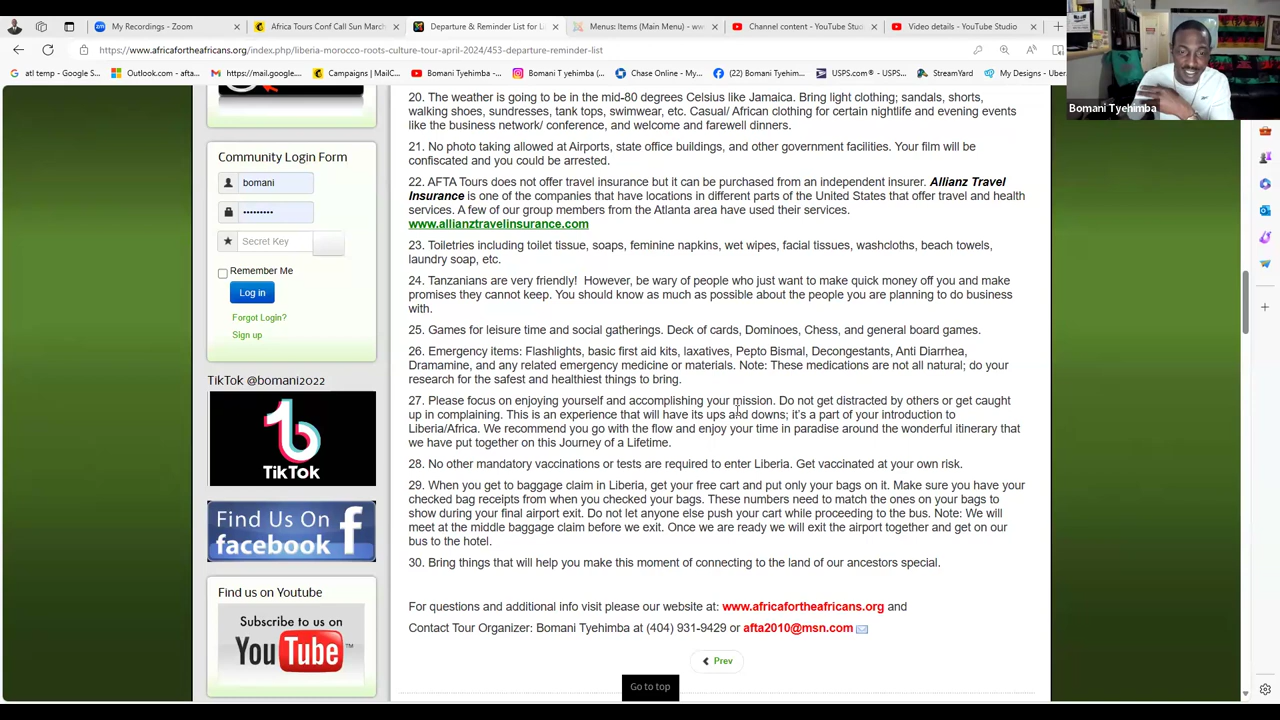 My Recordings - Zoom
Africa Tours Conf Call Sun March
Departure & Reminder List for Li
Menus: Items (Main Menu) - ww
Channel content - YouTube Studi
Video details - YouTube Studio
https://www.africafortheafricans.org/index.php/liberia-morocco-roots-culture-tour-april-2024/453-departure-reminder-list
atl temp - Google S...
Outlook.com - afta...
https://mail.google...
Campaigns | MailC...
Bomani Tyehimba -...
Bomani T yehimba (...
Chase Online - My...
(22) Bomani Tyehim...
USPS.com® - USPS...
StreamYard
My Designs - Uber
Bomani Tyehimba
Community Login Form
bomani
Secret Key
Remember Me
Log in
Forgot Login?
Sign up
TikTok @bomani2022
TikTok
Find Us On
facebook
Find us on Youtube
Subscribe to us on
YouTube
20. The weather is going to be in the mid-80 degrees Celsius like Jamaica. Bring light clothing; sandals, shorts,
walking shoes, sundresses, tank tops, swimwear, etc. Casual/ African clothing for certain nightlife and evening events
like the business network/ conference, and welcome and farewell dinners.
21. No photo taking allowed at Airports, state office buildings, and other government facilities. Your film will be
confiscated and you could be arrested.
22. AFTA Tours does not offer travel insurance but it can be purchased from an independent insurer. Allianz Travel
Insurance is one of the companies that have locations in different parts of the United States that offer travel and health
services. A few of our group members from the Atlanta area have used their services.
www.allianztravelinsurance.com
23. Toiletries including toilet tissue, soaps, feminine napkins, wet wipes, facial tissues, washcloths, beach towels,
laundry soap, etc.
24. Tanzanians are very friendly! However, be wary of people who just want to make quick money off you and make
promises they cannot keep. You should know as much as possible about the people you are planning to do business
with.
25. Games for leisure time and social gatherings. Deck of cards, Dominoes, Chess, and general board games.
26. Emergency items: Flashlights, basic first aid kits, laxatives, Pepto Bismal, Decongestants, Anti Diarrhea,
Dramamine, and any related emergency medicine or materials. Note: These medications are not all natural; do your
research for the safest and healthiest things to bring.
27. Please focus on enjoying yourself and accomplishing your mission. Do not get distracted by others or get caught
up in complaining. This is an experience that will have its ups and downs; it's a part of your introduction to
Liberia/Africa. We recommend you go with the flow and enjoy your time in paradise around the wonderful itinerary that
we have put together on this Journey of a Lifetime.
28. No other mandatory vaccinations or tests are required to enter Liberia. Get vaccinated at your own risk.
29. When you get to baggage claim in Liberia, get your free cart and put only your bags on it. Make sure you have your
checked bag receipts from when you checked your bags. These numbers need to match the ones on your bags to
show during your final airport exit. Do not let anyone else push your cart while proceeding to the bus. Note: We will
meet at the middle baggage claim before we exit. Once we are ready we will exit the airport together and get on our
bus to the hotel.
30. Bring things that will help you make this moment of connecting to the land of our ancestors special.
For questions and additional info visit please our website at: www.africafortheafricans.org and
Contact Tour Organizer: Bomani Tyehimba at (404) 931-9429 or afta2010@msn.com
Prev
Go to top